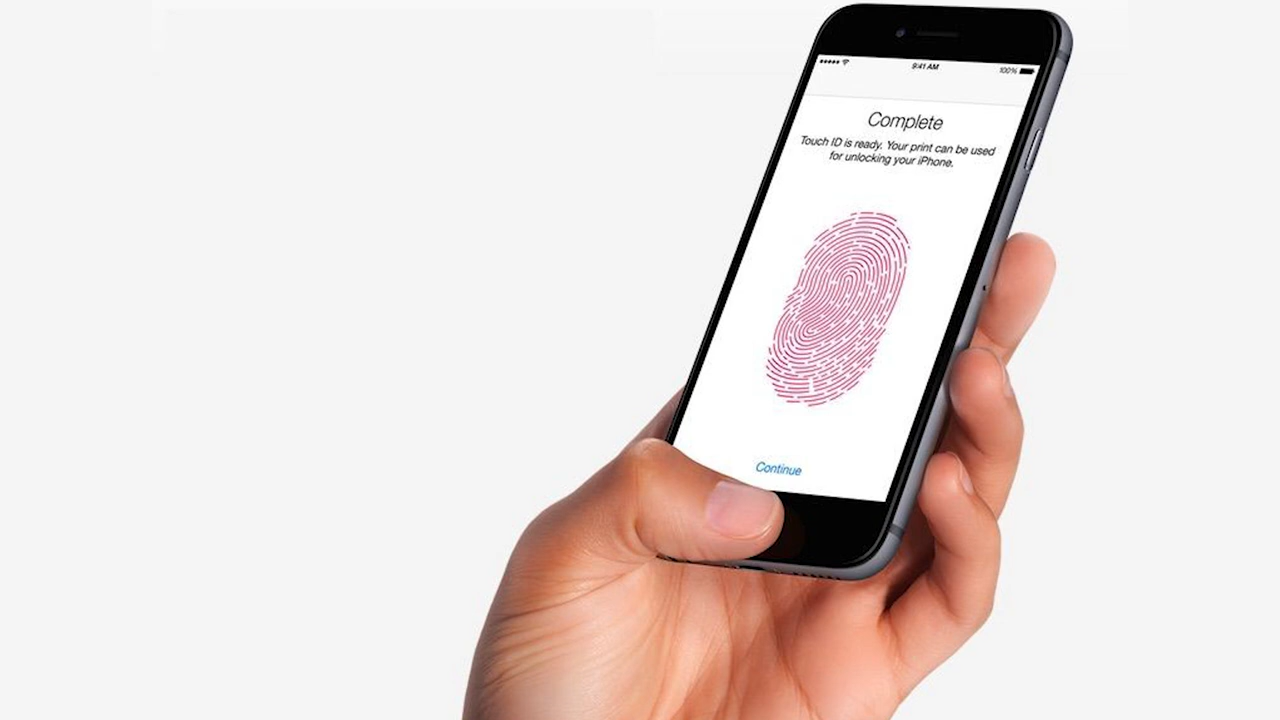 9:41 AM
100%
Complete
Touch ID is ready. Your print can be used
for unlocking your iPhone.
Continue